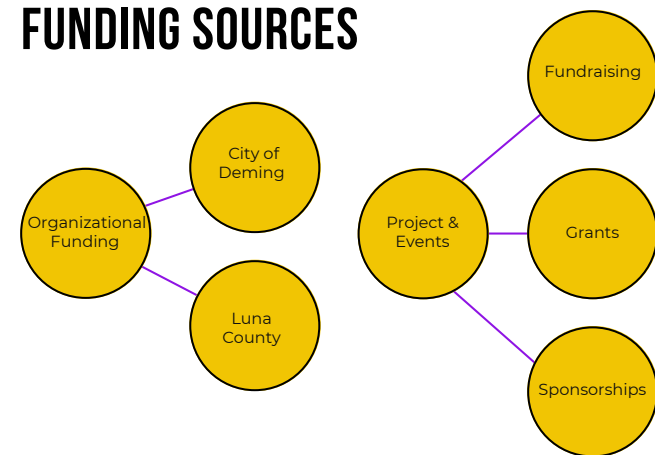 FUNDING SOURCES
Organizational
Funding
City of
Deming
Luna
County
Project &
Events
Fundraising
Grants
Sponsorships